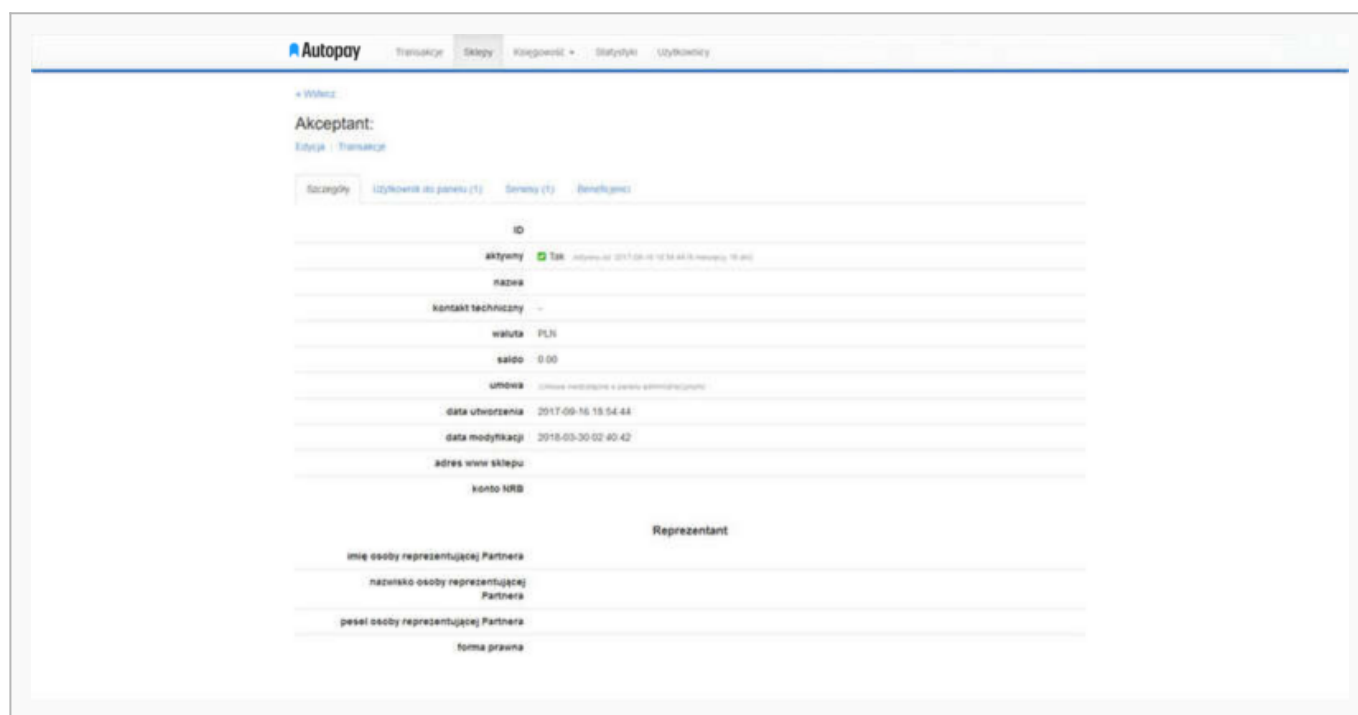 Autopay Transakcje Sklepy Księgowość Statystyki Użytkownicy
« Wstecz
Akceptant:
Edycja | Transakcje
Szczegóły Użytkownik do panelu (1) Serwisy (1) Beneficjenci
ID
aktywny Tak
nazwa
kontakt techniczny -
waluta PLN
saldo 0.00
umowa
data utworzenia 2017-09-16 18:54:44
data modyfikacji 2018-03-30 02:40:42
adres www sklepu
konto NRB
Reprezentant
imię osoby reprezentującej Partnera
nazwisko osoby reprezentującej
Partnera
pesel osoby reprezentującej Partnera
forma prawna